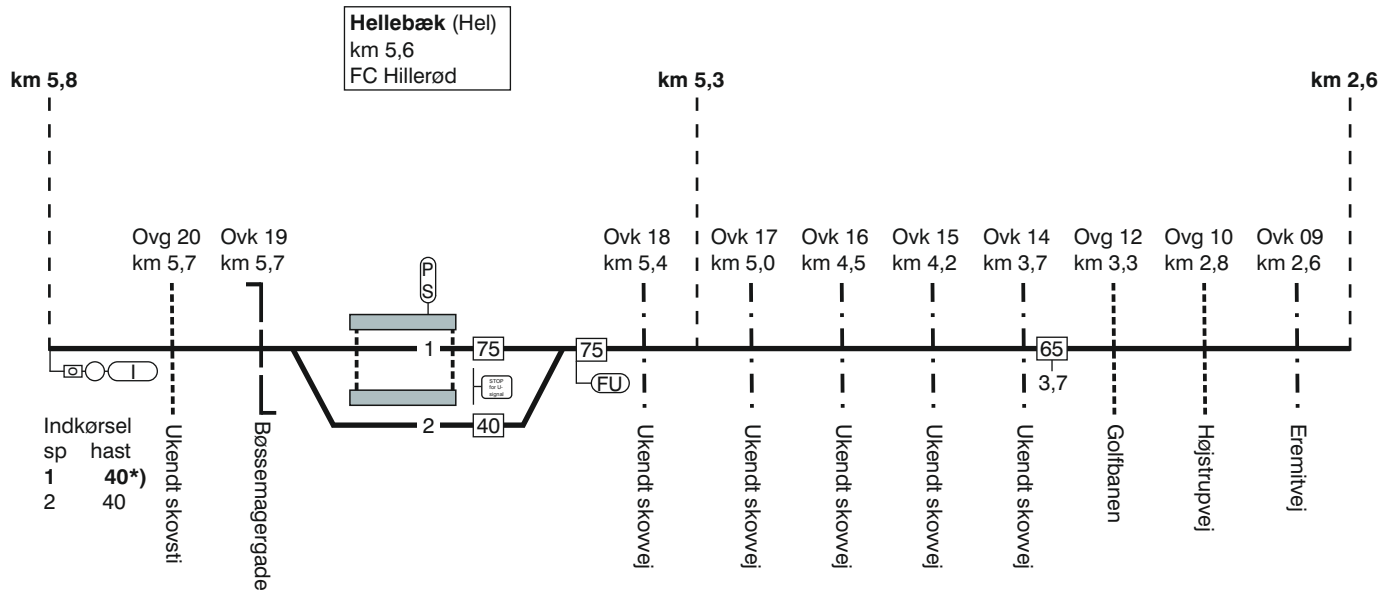 Hellebæk (Hel)
km 5,6
FC Hillerød
km 5,8
km 5,3
km 2,6
Ovg 20
km 5,7
Ovk 19
km 5,7
Ovk 18
km 5,4
Ovk 17
km 5,0
Ovk 16
km 4,5
Ovk 15
km 4,2
Ovk 14
km 3,7
Ovg 12
km 3,3
Ovg 10
km 2,8
Ovk 09
km 2,6
P
S
1
75
75
65
I
STOP
for U-
signal
FU
3,7
2
40
Indkørsel
sp hast
1 40*)
2 40
Ukendt skovsti
Bøssemagergade
Ukendt skovvej
Ukendt skovvej
Ukendt skovvej
Ukendt skovvej
Ukendt skovvej
Golfbanen
Højstrupvej
Eremitvej